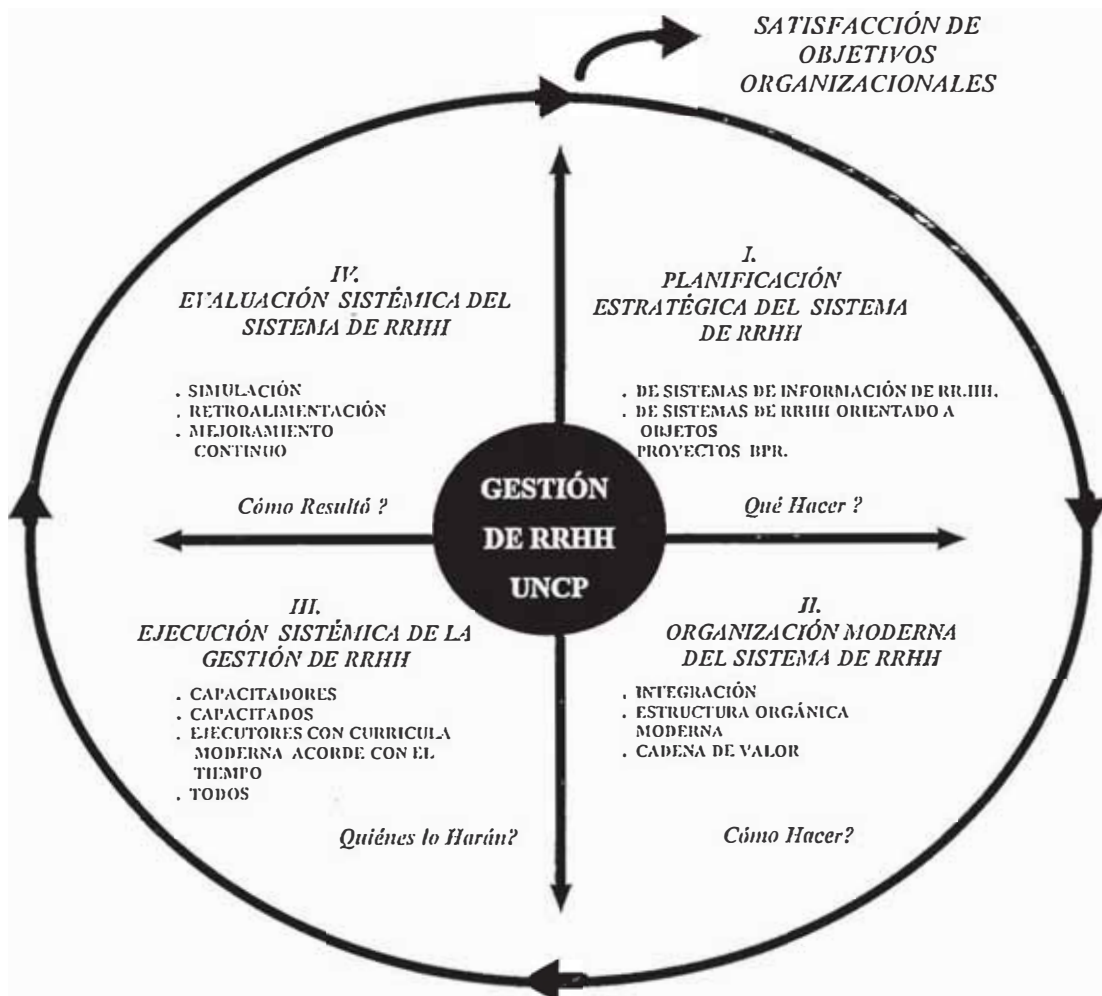 SATISFACCIÓN DE
OBJETIVOS
ORGANIZACIONALES
I.
PLANIFICACIÓN
ESTRATÉGICA DEL SISTEMA
DE RRHH
. DE SISTEMAS DE INFORMACIÓN DE RR.HH.
. DE SISTEMAS DE RRHH ORIENTADO A
OBJETOS
PROYECTOS BPR.
Qué Hacer ?
II.
ORGANIZACIÓN MODERNA
DEL SISTEMA DE RRHH
. INTEGRACIÓN
. ESTRUCTURA ORGÁNICA
MODERNA
. CADENA DE VALOR
Cómo Hacer?
III.
EJECUCIÓN SISTÉMICA DE LA
GESTIÓN DE RRHH
. CAPACITADORES
. CAPACITADOS
. EJECUTORES CON CURRICULA
MODERNA ACORDE CON EL
TIEMPO
. TODOS
Quiénes lo Harán?
IV.
EVALUACIÓN SISTÉMICA DEL
SISTEMA DE RRHH
. SIMULACIÓN
. RETROALIMENTACIÓN
. MEJORAMIENTO
CONTINUO
Cómo Resultó ?
GESTIÓN
DE RRHH
UNCP